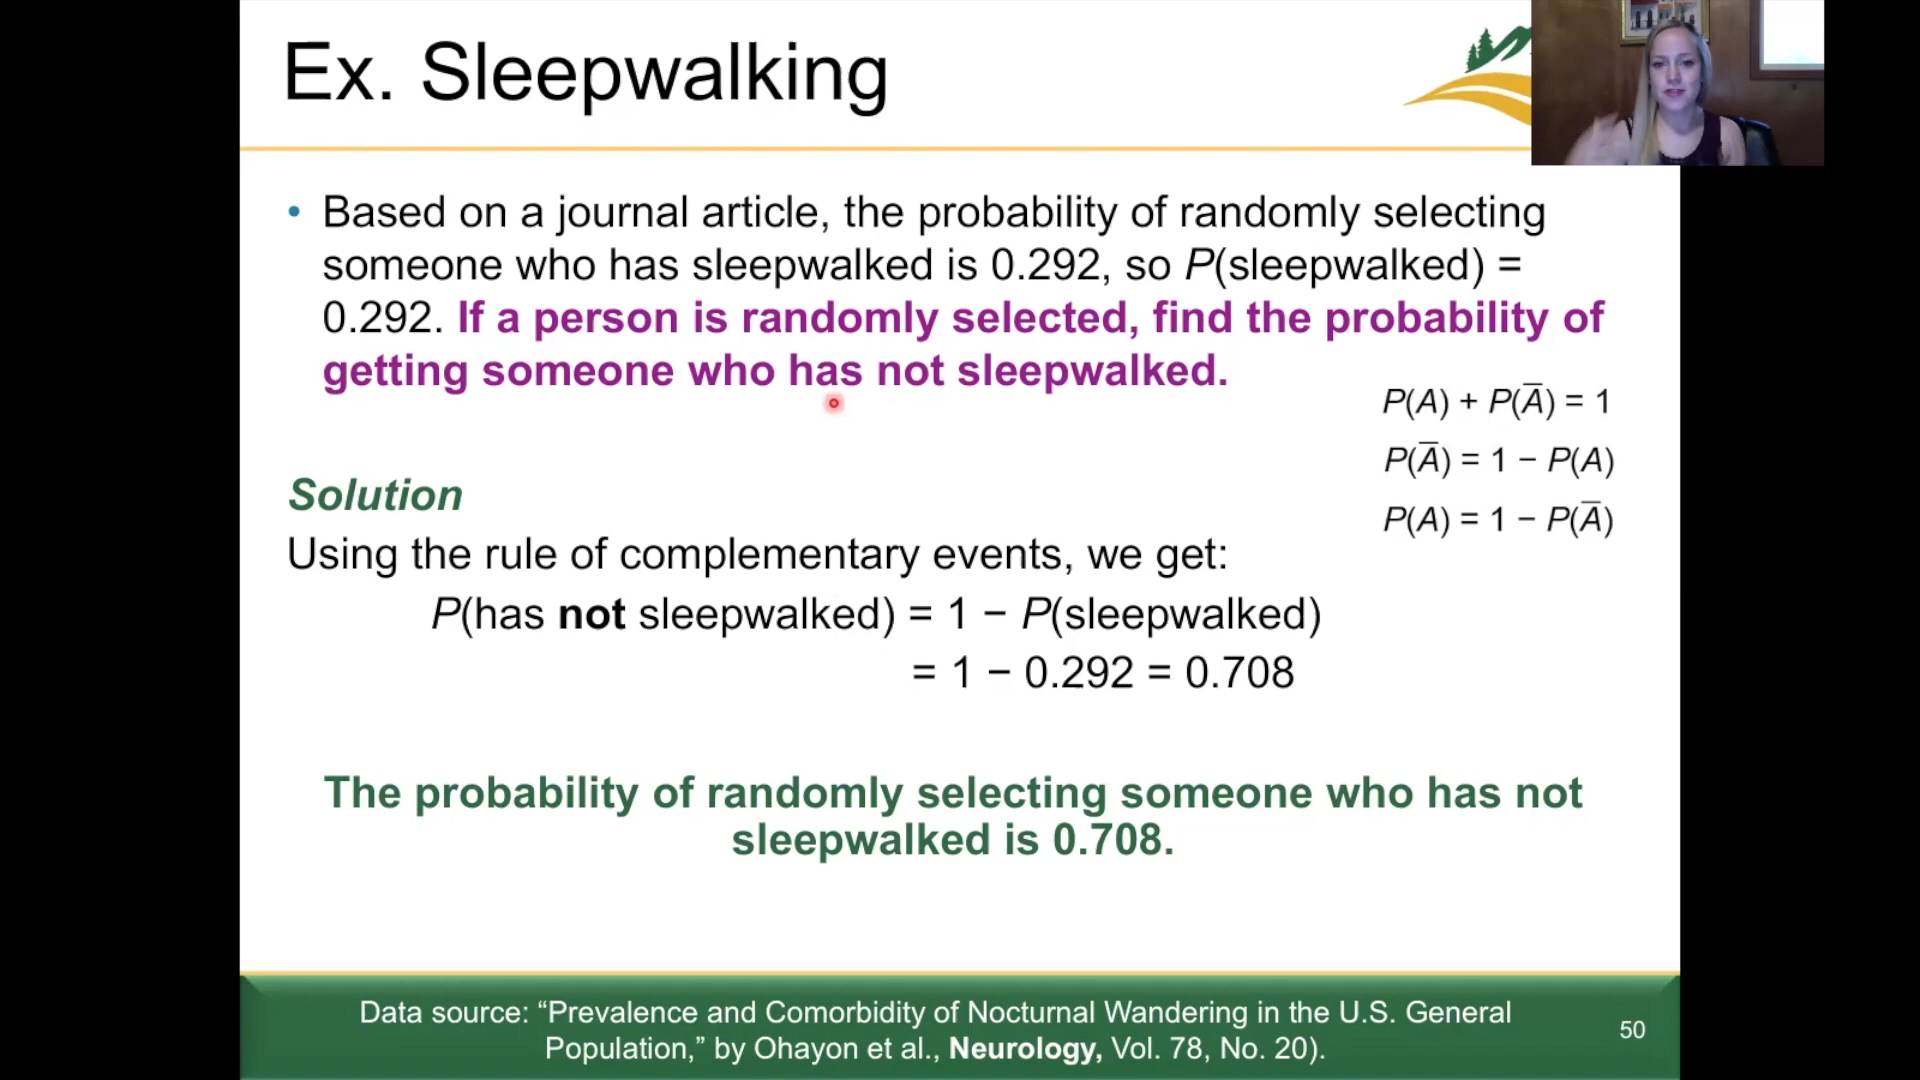 Ex. Sleepwalking
• Based on a journal article, the probability of randomly selecting
someone who has sleepwalked is 0.292, so P(sleepwalked) =
0.292. If a person is randomly selected, find the probability of
getting someone who has not sleepwalked.
P(A) + P(A̅) = 1
P(A̅) = 1 − P(A)
P(A) = 1 − P(A̅)
Solution
Using the rule of complementary events, we get:
P(has not sleepwalked) = 1 − P(sleepwalked)
= 1 − 0.292 = 0.708
The probability of randomly selecting someone who has not
sleepwalked is 0.708.
Data source: “Prevalence and Comorbidity of Nocturnal Wandering in the U.S. General
Population,” by Ohayon et al., Neurology, Vol. 78, No. 20).
50